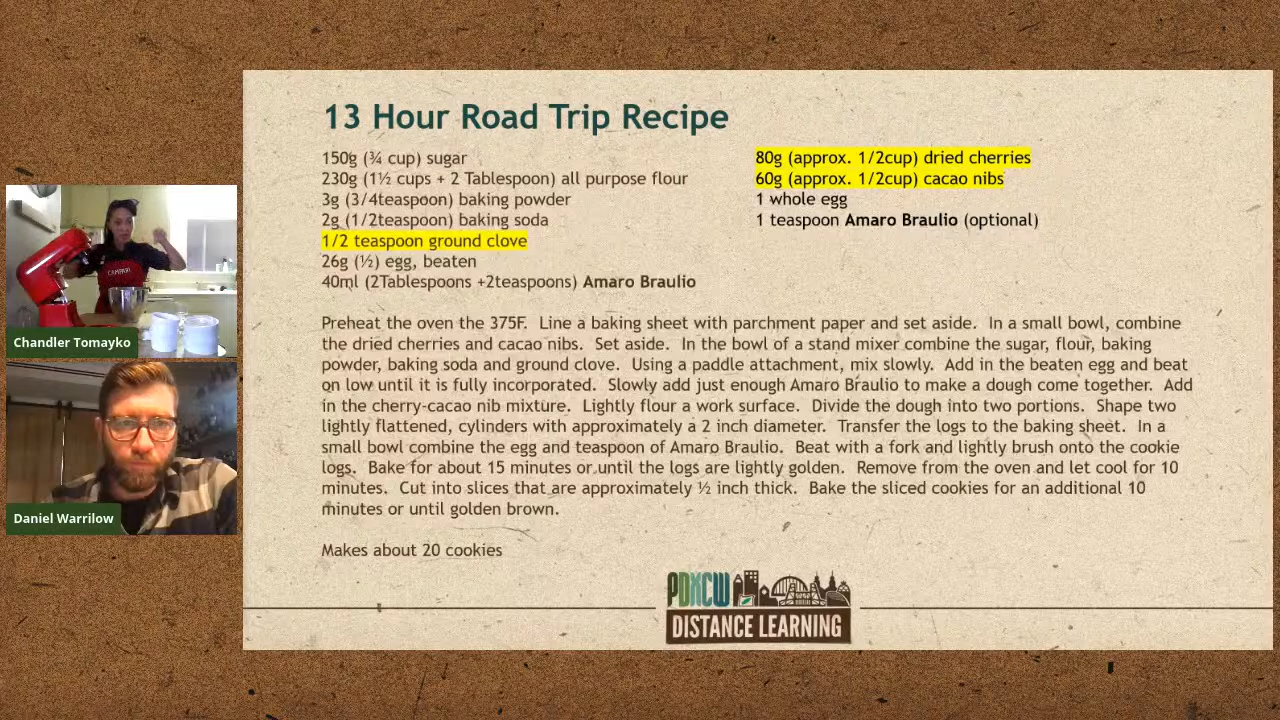 13 Hour Road Trip Recipe
150g (¾ cup) sugar
230g (1½ cups + 2 Tablespoon) all purpose flour
3g (3/4teaspoon) baking powder
2g (1/2teaspoon) baking soda
1/2 teaspoon ground clove
26g (½) egg, beaten
40ml (2Tablespoons +2teaspoons) Amaro Braulio
80g (approx. 1/2cup) dried cherries
60g (approx. 1/2cup) cacao nibs
1 whole egg
1 teaspoon Amaro Braulio (optional)
Preheat the oven the 375F. Line a baking sheet with parchment paper and set aside. In a small bowl, combine
the dried cherries and cacao nibs. Set aside. In the bowl of a stand mixer combine the sugar, flour, baking
powder, baking soda and ground clove. Using a paddle attachment, mix slowly. Add in the beaten egg and beat
on low until it is fully incorporated. Slowly add just enough Amaro Braulio to make a dough come together. Add
in the cherry-cacao nib mixture. Lightly flour a work surface. Divide the dough into two portions. Shape two
lightly flattened, cylinders with approximately a 2 inch diameter. Transfer the logs to the baking sheet. In a
small bowl combine the egg and teaspoon of Amaro Braulio. Beat with a fork and lightly brush onto the cookie
logs. Bake for about 15 minutes or until the logs are lightly golden. Remove from the oven and let cool for 10
minutes. Cut into slices that are approximately ½ inch thick. Bake the sliced cookies for an additional 10
minutes or until golden brown.
Makes about 20 cookies
PDXCW
DISTANCE LEARNING
Chandler Tomayko
Daniel Warrilow